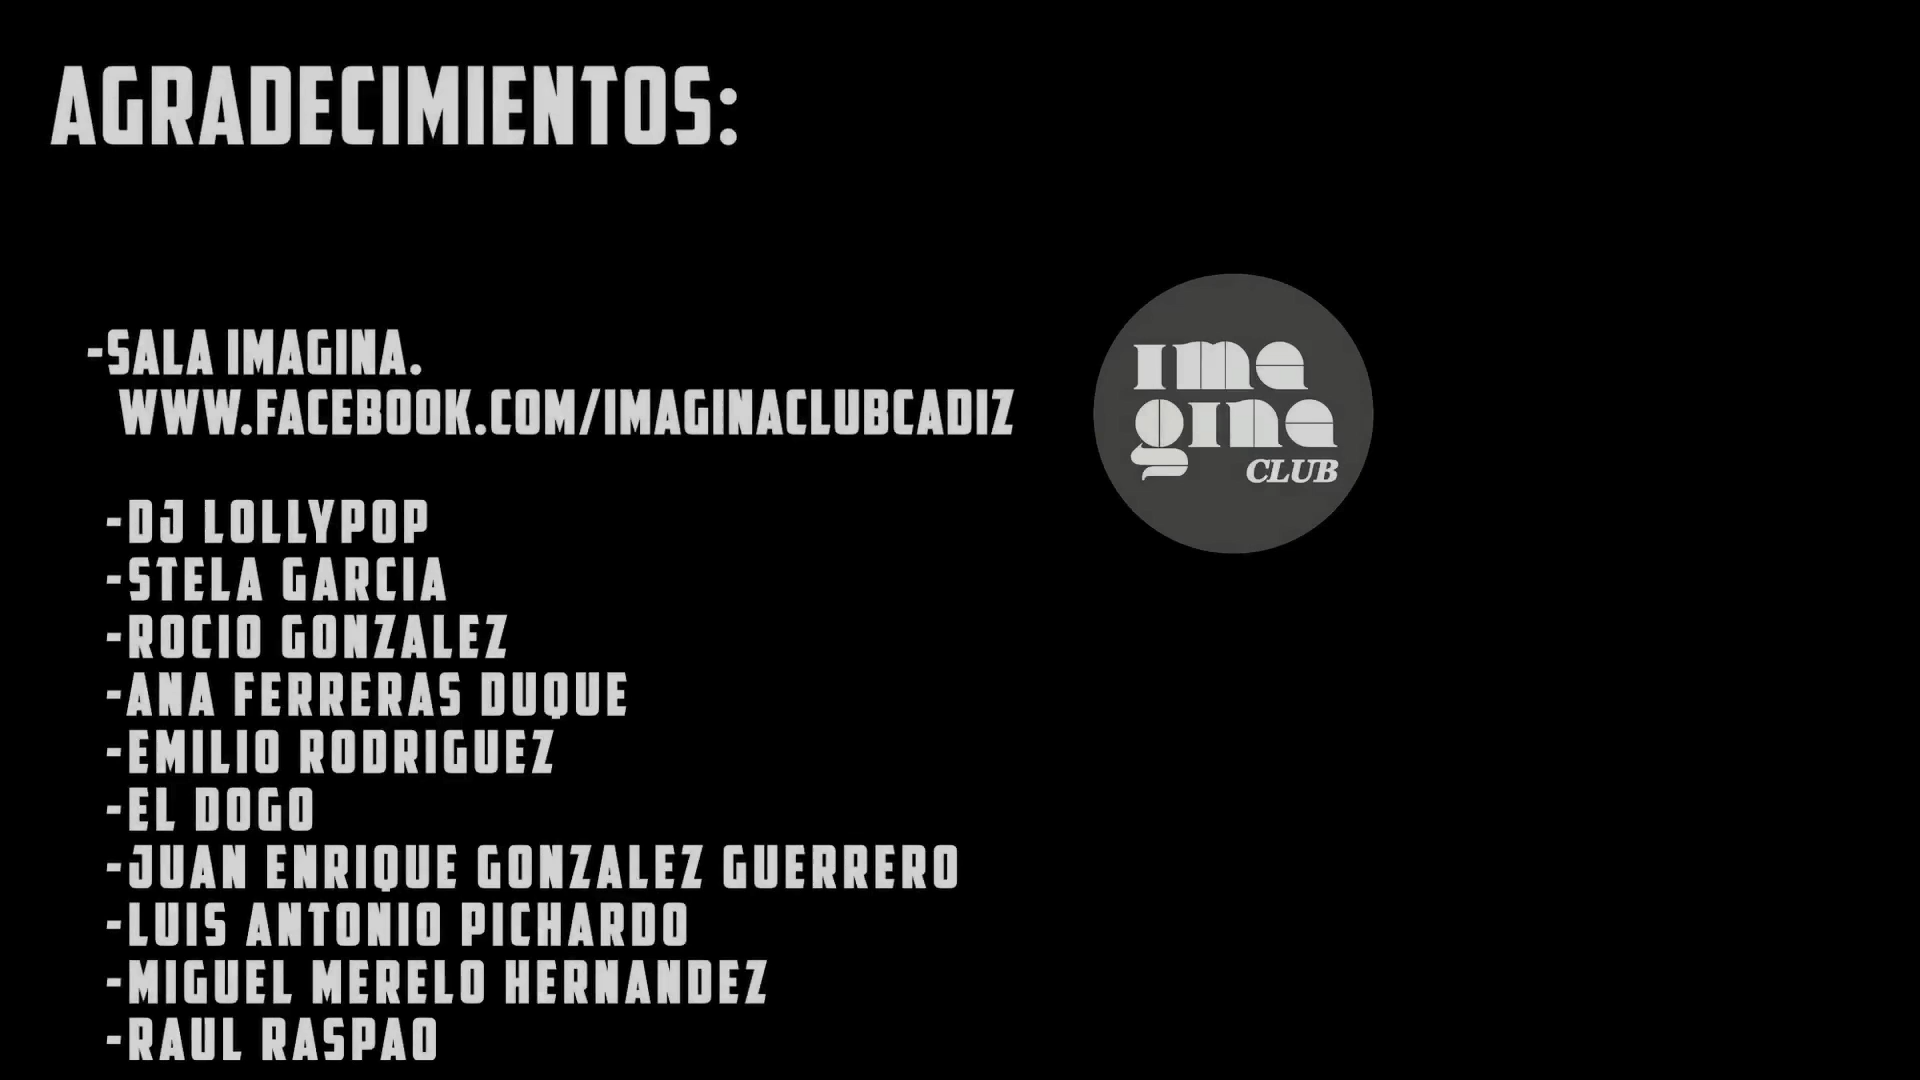 AGRADECIMIENTOS:
-SALA IMAGINA.
WWW.FACEBOOK.COM/IMAGINACLUBCADIZ
ima
gina
CLUB
-DJ LOLLYPOP
-STELA GARCIA
-ROCIO GONZALEZ
-ANA FERRERAS DUQUE
-EMILIO RODRIGUEZ
-EL DOGO
-JUAN ENRIQUE GONZALEZ GUERRERO
-LUIS ANTONIO PICHARDO
-MIGUEL MERELO HERNANDEZ
-RAUL RASPAO